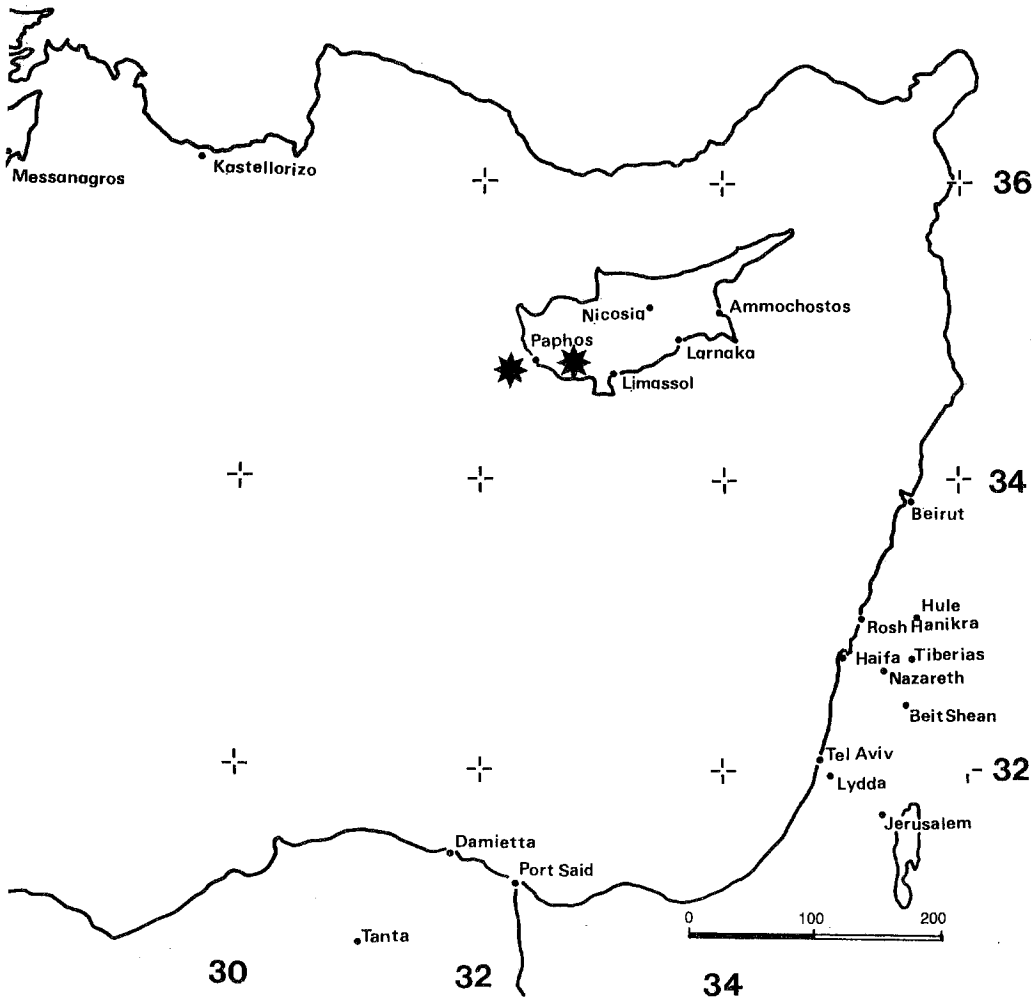 Messanagros
Kastellorizo
36
Nicosia
Ammochostos
Paphos
Larnaka
Limassol
34
Beirut
Hule
Rosh Hanikra
Haifa
Tiberias
Nazareth
Beit Shean
Tel Aviv
32
Lydda
Jerusalem
Damietta
Port Said
0 100 200
Tanta
30 32 34